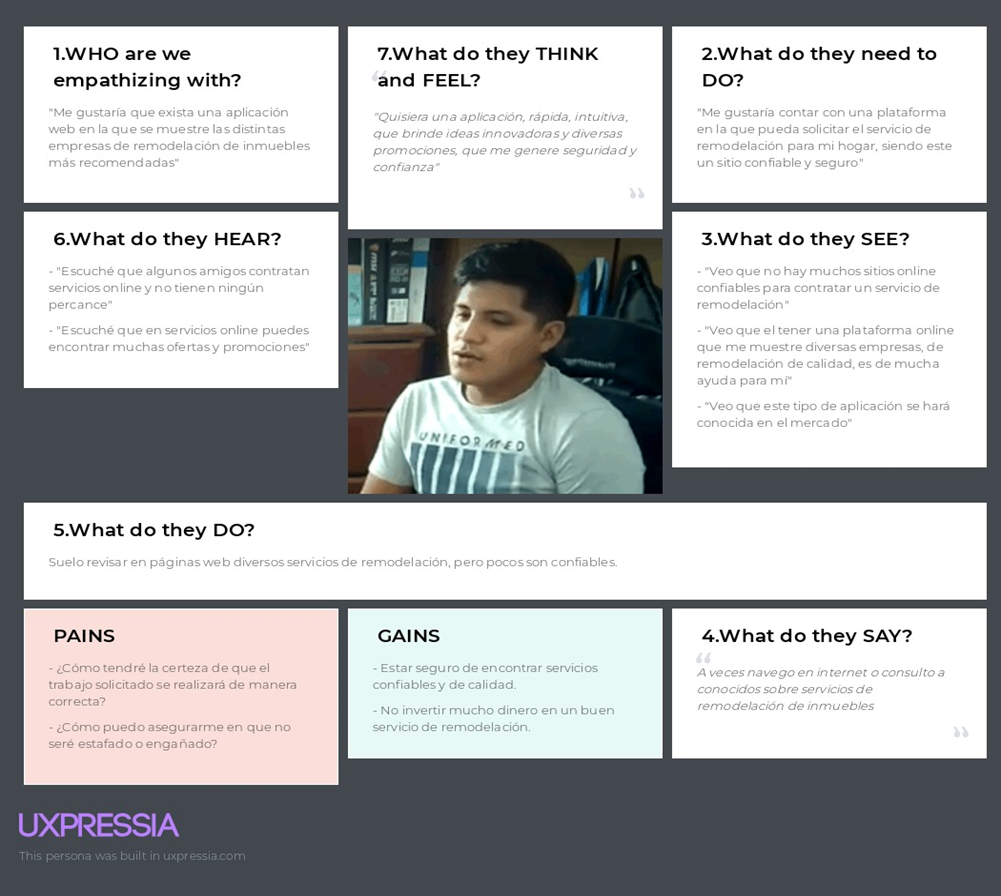 1.WHO are we
empathizing with?
"Me gustaría que exista una aplicación
web en la que se muestre las distintas
empresas de remodelación de inmuebles
más recomendadas"
7.What do they THINK
and FEEL?
"Quisiera una aplicación, rápida, intuitiva,
que brinde ideas innovadoras y diversas
promociones, que me genere seguridad y
confianza"
2.What do they need to
DO?
"Me gustaría contar con una plataforma
en la que pueda solicitar el servicio de
remodelación para mi hogar, siendo este
un sitio confiable y seguro"
6.What do they HEAR?
- "Escuché que algunos amigos contratan
servicios online y no tienen ningún
percance"
- "Escuché que en servicios online puedes
encontrar muchas ofertas y promociones"
UNIFORMED
3.What do they SEE?
- "Veo que no hay muchos sitios online
confiables para contratar un servicio de
remodelación"
- "Veo que el tener una plataforma online
que me muestre diversas empresas, de
remodelación de calidad, es de mucha
ayuda para mí"
- "Veo que este tipo de aplicación se hará
conocida en el mercado"
5.What do they DO?
Suelo revisar en páginas web diversos servicios de remodelación, pero pocos son confiables.
PAINS
- ¿Cómo tendré la certeza de que el
trabajo solicitado se realizará de manera
correcta?
- ¿Cómo puedo asegurarme en que no
seré estafado o engañado?
GAINS
- Estar seguro de encontrar servicios
confiables y de calidad.
- No invertir mucho dinero en un buen
servicio de remodelación.
4.What do they SAY?
A veces navego en internet o consulto a
conocidos sobre servicios de
remodelación de inmuebles
UXPRESSIA
This persona was built in uxpressia.com